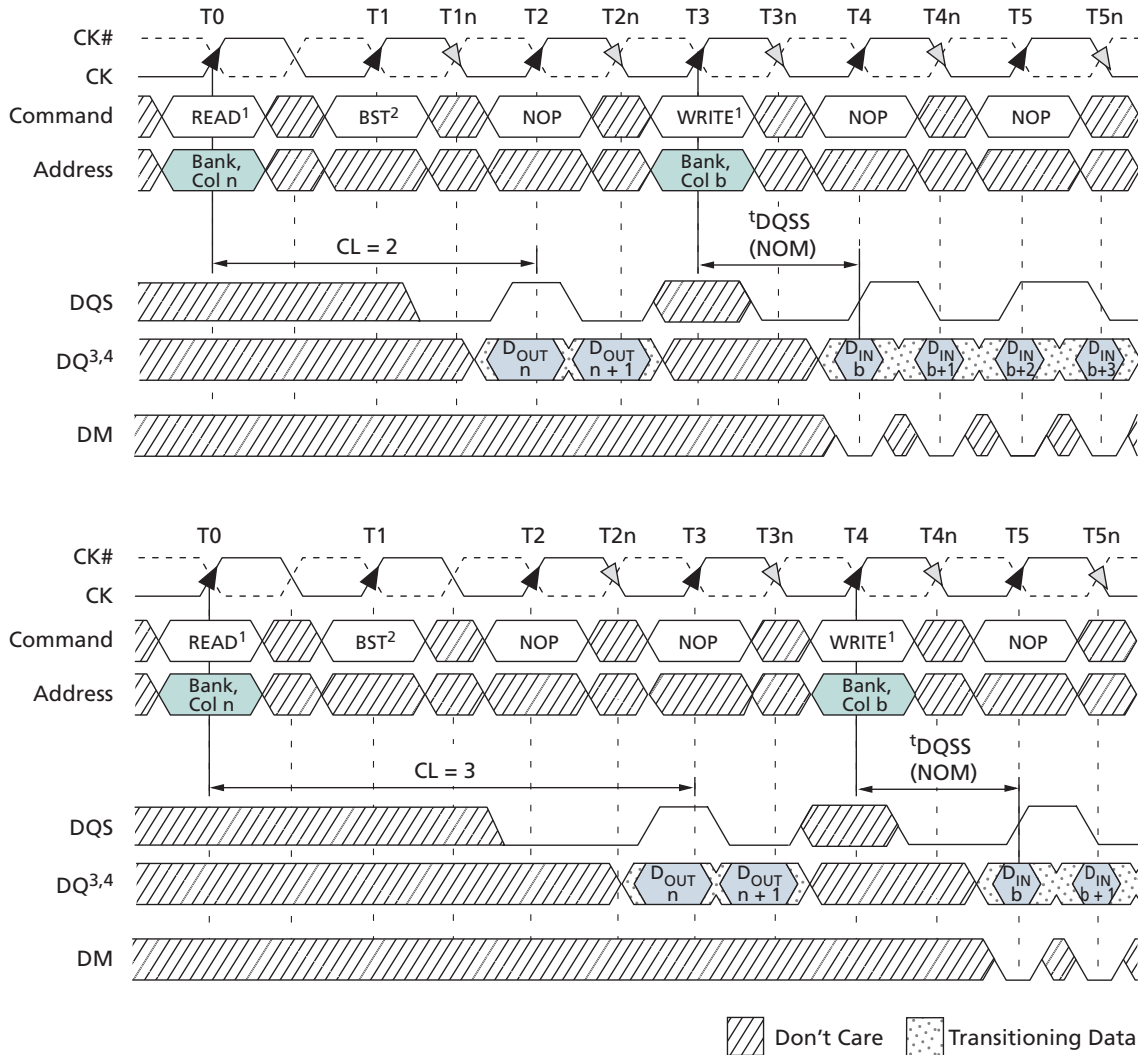 T0 T1 T1n T2 T2n T3 T3n T4 T4n T5 T5n
CK#
CK
Command READ1 BST2 NOP WRITE1 NOP NOP
Address Bank, Col n Bank, Col b
CL = 2
tDQSS
(NOM)
DQS
DQ3,4 DOUT n DOUT n + 1 DIN b DIN b+1 DIN b+2 DIN b+3
DM
T0 T1 T2 T2n T3 T3n T4 T4n T5 T5n
CK#
CK
Command READ1 BST2 NOP NOP WRITE1 NOP
Address Bank, Col n Bank, Col b
CL = 3
tDQSS
(NOM)
DQS
DQ3,4 DOUT n DOUT n + 1 DIN b DIN b + 1
DM
Don't Care Transitioning Data